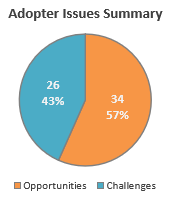 Adopter Issues Summary
26
43%
34
57%
Opportunities Challenges